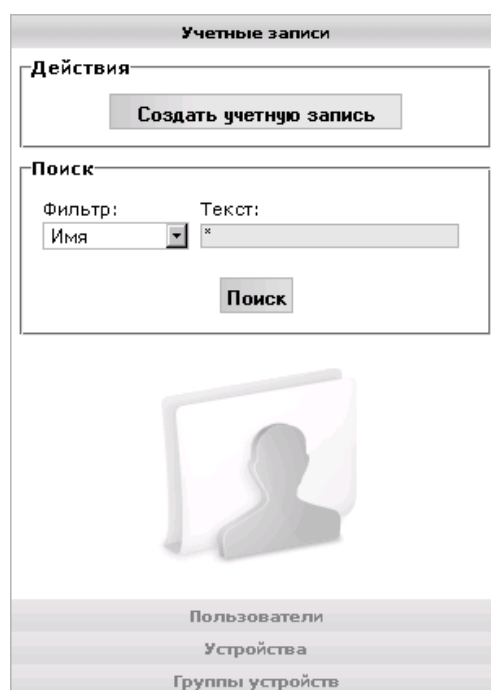 Учетные записи
Действия
Создать учетную запись
Поиск
Фильтр: Текст:
Имя *
Поиск
Пользователи
Устройства
Группы устройств